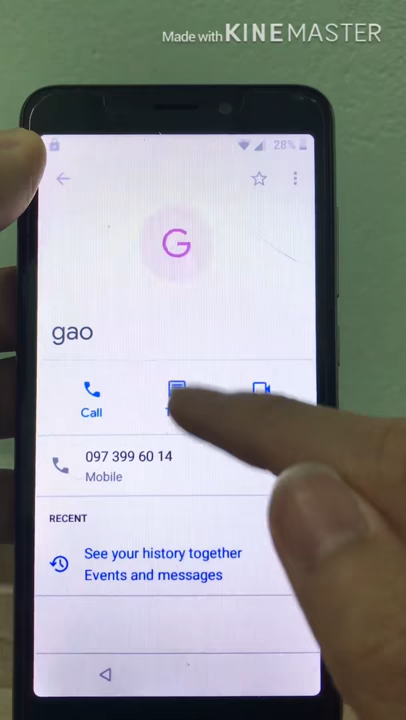 Made with KINEMASTER
28%
G
gao
Call
097 399 60 14
Mobile
RECENT
See your history together
Events and messages